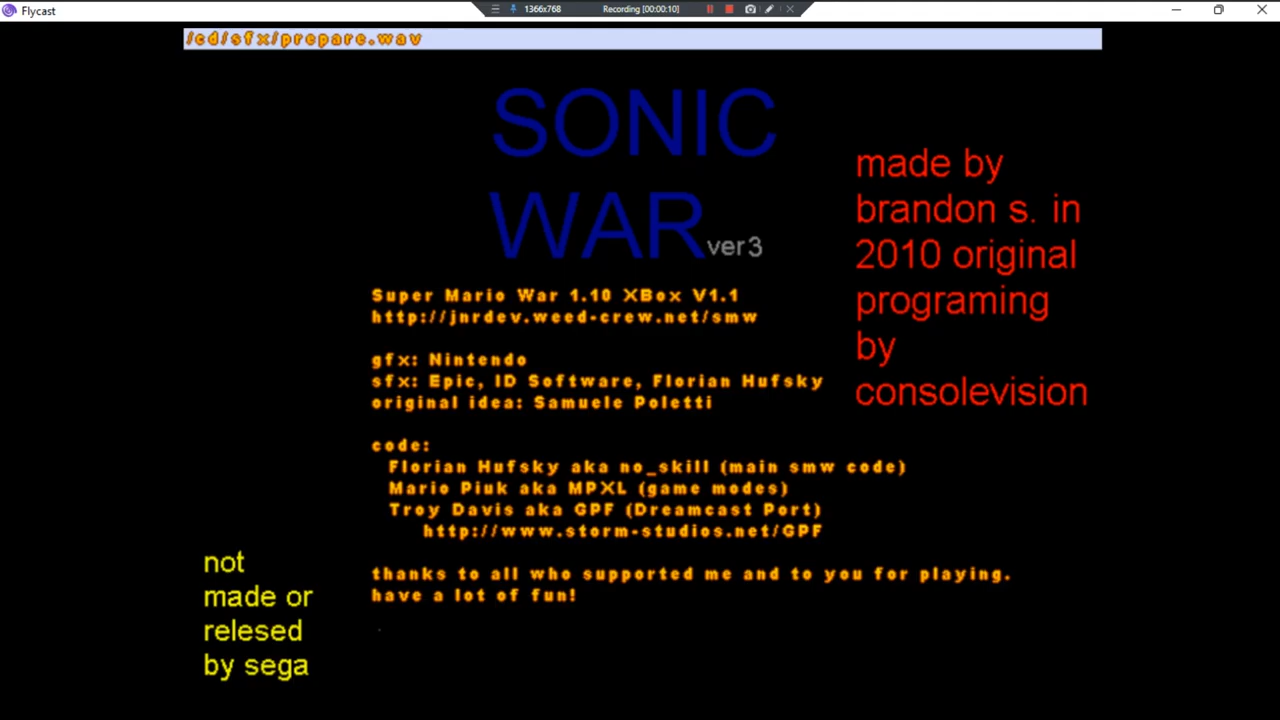 Flycast
1366x768
Recording [00:00:10]
/cd/sfx/prepare.wav
SONIC
WAR ver3
made by
brandon s. in
2010 original
programing
by
consolevision
Super Mario War 1.10 XBox V1.1
http://jnrdev.weed-crew.net/smw
gfx: Nintendo
sfx: Epic, ID Software, Florian Hufsky
original idea: Samuele Poletti
code:
Florian Hufsky aka no_skill (main smw code)
Mario Piuk aka MPXL (game modes)
Troy Davis aka GPF (Dreamcast Port)
http://www.storm-studios.net/GPF
thanks to all who supported me and to you for playing.
have a lot of fun!
not
made or
relesed
by sega